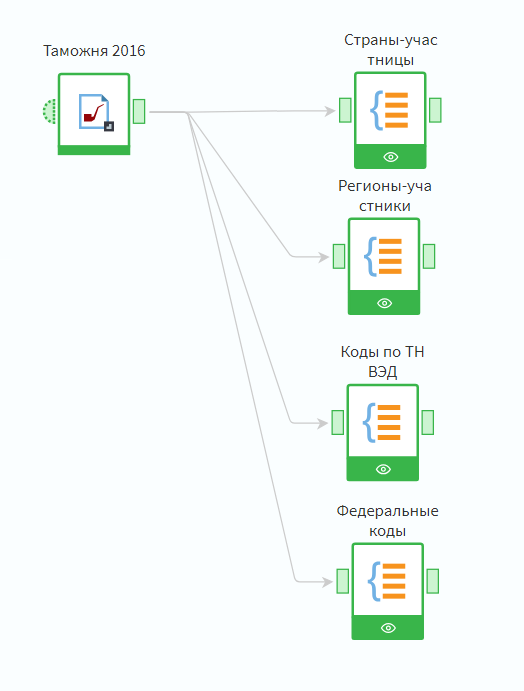 Таможня 2016
Страны-учас
тницы
Регионы-уча
стники
Коды по ТН
ВЭД
Федеральные
коды